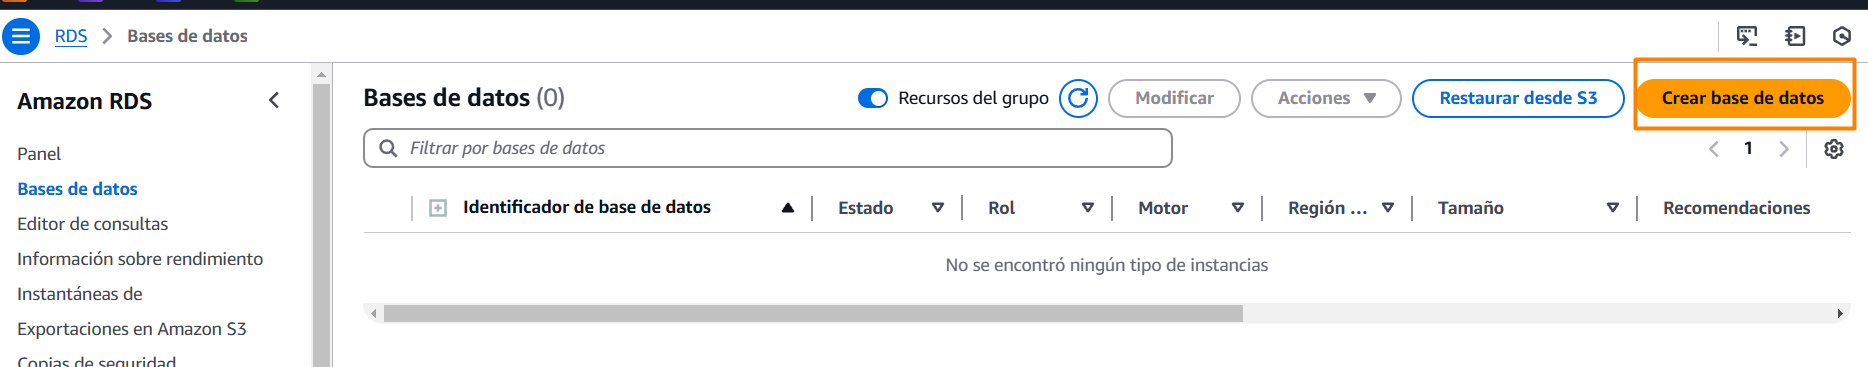 RDS > Bases de datos
Amazon RDS
Panel
Bases de datos
Editor de consultas
Información sobre rendimiento
Instantáneas de
Exportaciones en Amazon S3
Copias de seguridad
Bases de datos (0)
Recursos del grupo
Modificar
Acciones
Restaurar desde S3
Crear base de datos
Filtrar por bases de datos
1
Identificador de base de datos Estado Rol Motor Región ... Tamaño Recomendaciones
No se encontró ningún tipo de instancias